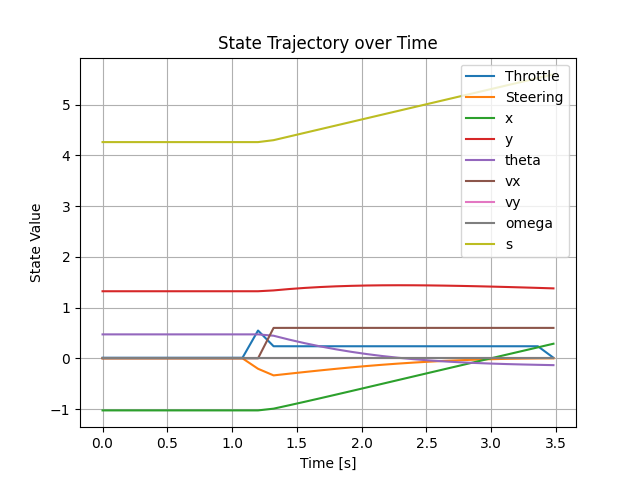 State Trajectory over Time
State Value
5
4
3
2
1
0
−1
0.0 0.5 1.0 1.5 2.0 2.5 3.0 3.5
Time [s]
Throttle
Steering
x
y
theta
vx
vy
omega
s